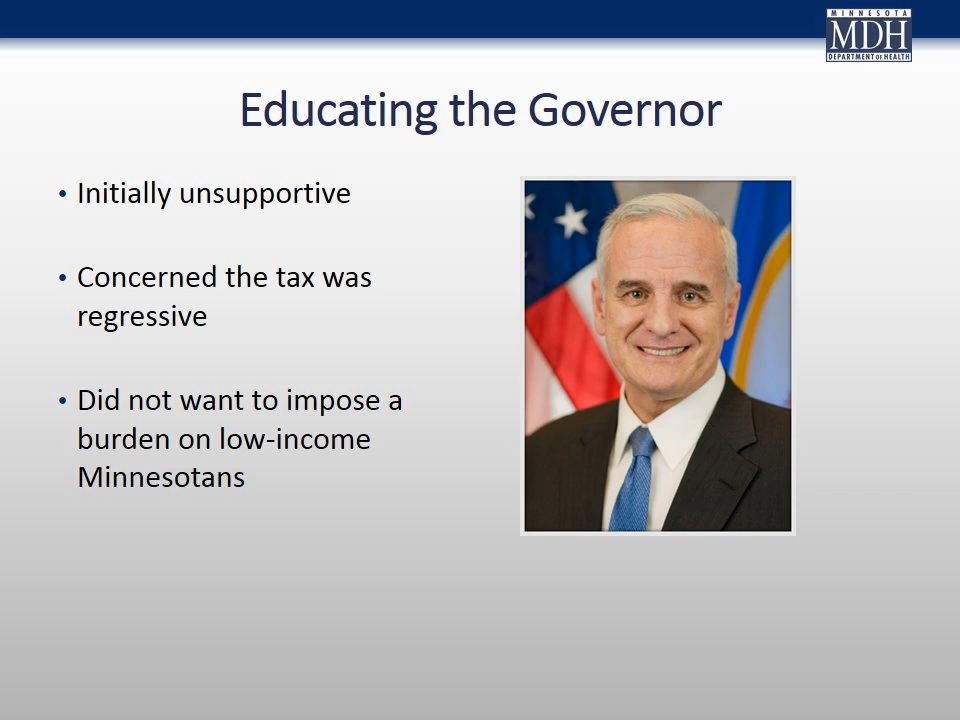 MINNESOTA
MDH
DEPARTMENT OF HEALTH
Educating the Governor
• Initially unsupportive
• Concerned the tax was
regressive
• Did not want to impose a
burden on low-income
Minnesotans